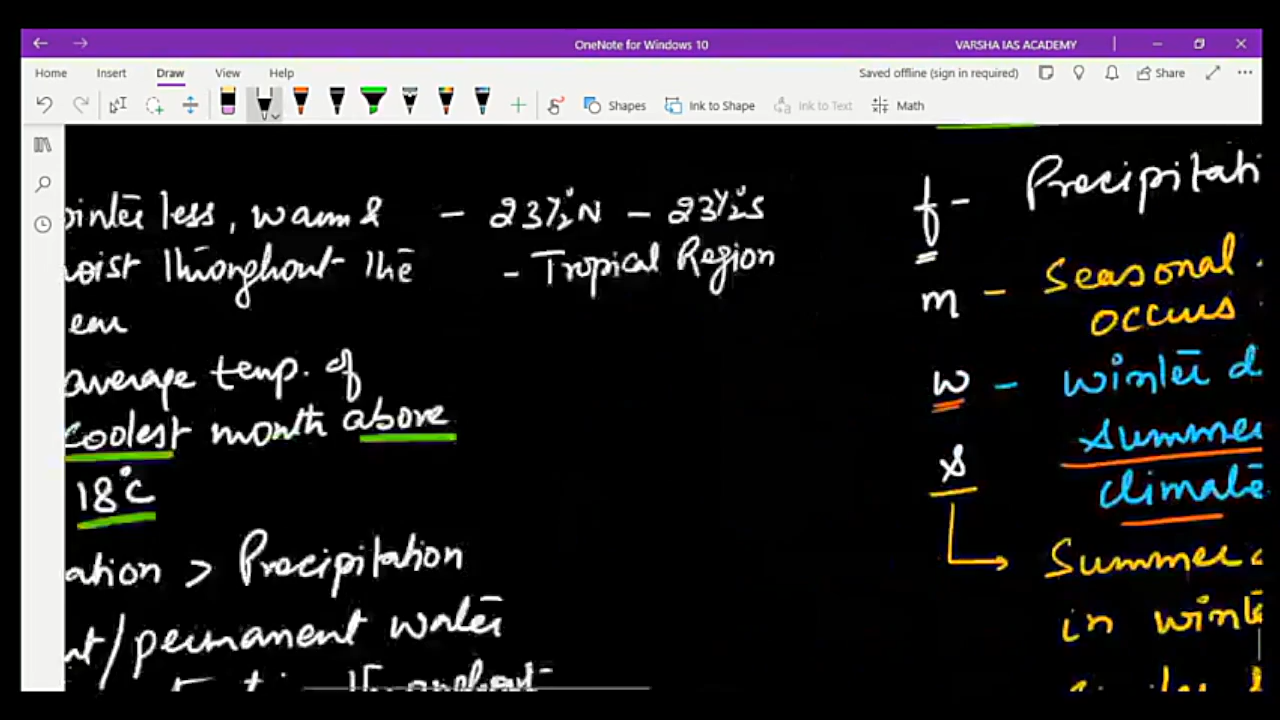 OneNote for Windows 10
VARSHA IAS ACADEMY
Home Insert Draw View Help
Saved offline (sign in required)
Share
Shapes Ink to Shape Ink to Text Math
winter less, warm & - 23½°N - 23½°S
moist throughout the - Tropical Region
average temp. of
coolest month above
18°C
ation > Precipitation
nt/permanent water
throughout
f - Precipitati
m - Seasonal
occurs
w - winter d
summer
climate
s
Summer
in winte